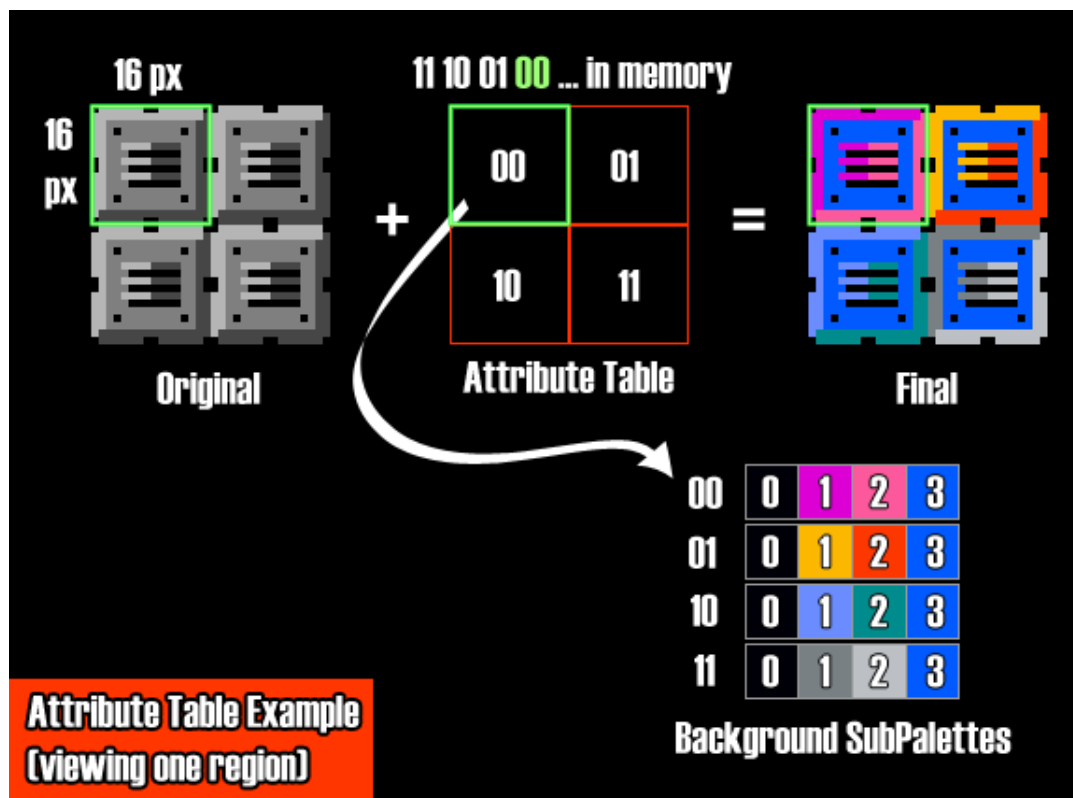 16 px
11 10 01 00 ... in memory
16
px
00
01
+
=
10
11
Original
Attribute Table
Final
00 0 1 2 3
01 0 1 2 3
10 0 1 2 3
11 0 1 2 3
Background SubPalettes
Attribute Table Example
(viewing one region)